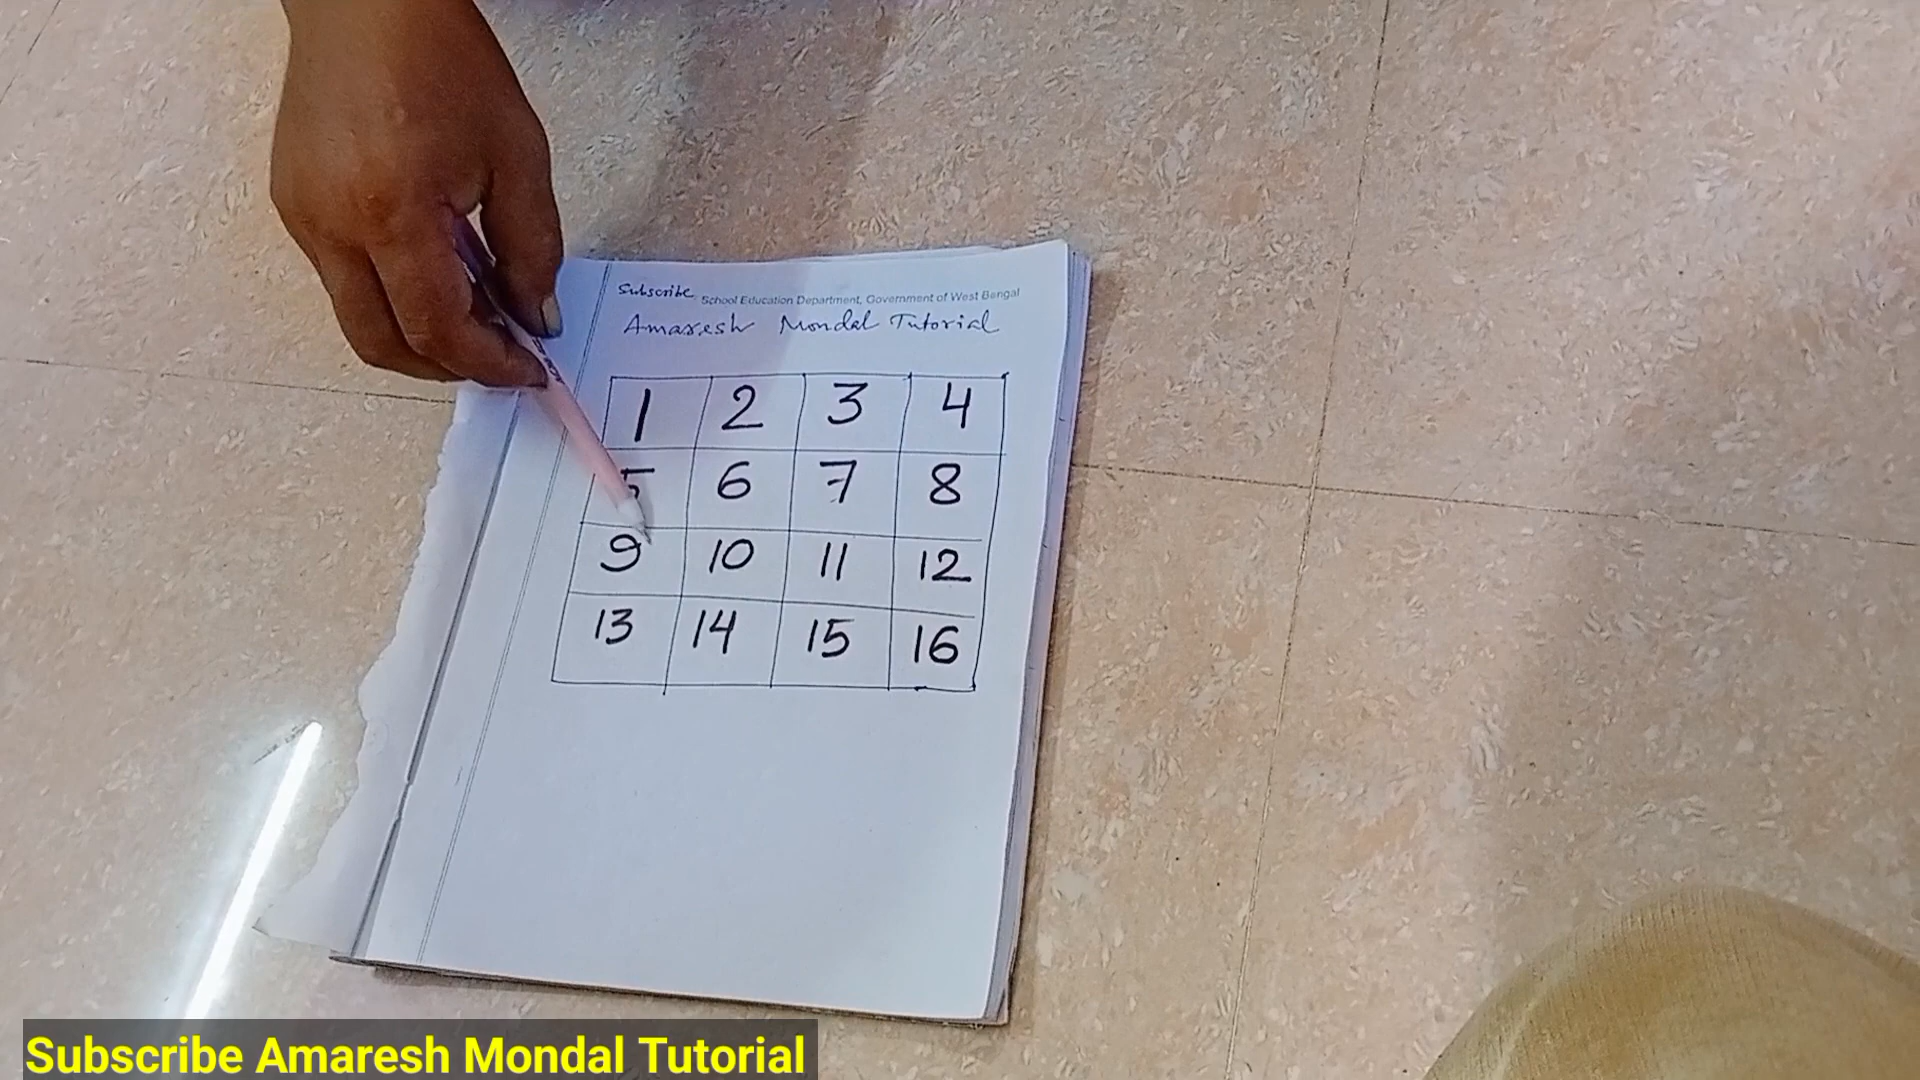 Subscribe School Education Department, Government of West Bengal
Amaresh Mondal Tutorial
1 2 3 4
5 6 7 8
9 10 11 12
13 14 15 16
Subscribe Amaresh Mondal Tutorial